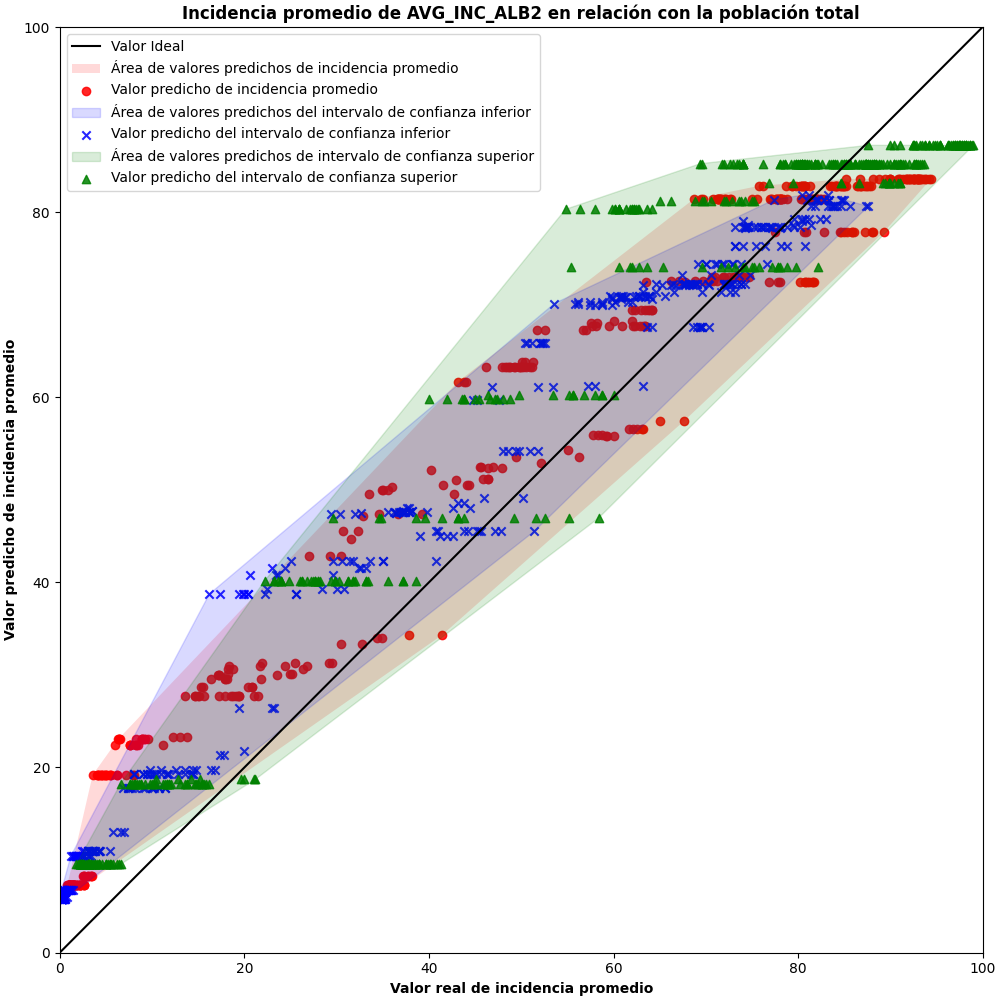 Incidencia promedio de AVG_INC_ALB2 en relación con la población total
Valor Ideal
Área de valores predichos de incidencia promedio
Valor predicho de incidencia promedio
Área de valores predichos del intervalo de confianza inferior
Valor predicho del intervalo de confianza inferior
Área de valores predichos de intervalo de confianza superior
Valor predicho del intervalo de confianza superior
Valor predicho de incidencia promedio
100
80
60
40
20
0
0 20 40 60 80 100
Valor real de incidencia promedio